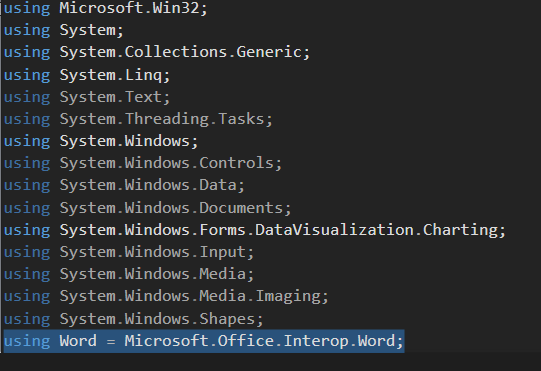 using Microsoft.Win32;
using System;
using System.Collections.Generic;
using System.Linq;
using System.Text;
using System.Threading.Tasks;
using System.Windows;
using System.Windows.Controls;
using System.Windows.Data;
using System.Windows.Documents;
using System.Windows.Forms.DataVisualization.Charting;
using System.Windows.Input;
using System.Windows.Media;
using System.Windows.Media.Imaging;
using System.Windows.Shapes;
using Word = Microsoft.Office.Interop.Word;